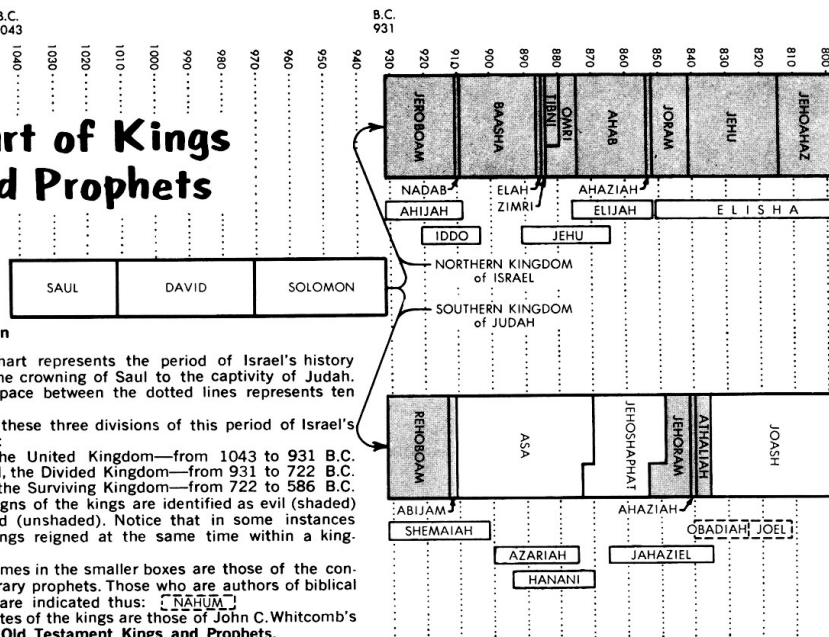 B.C.
043
B.C.
931
1040 1030 1020 1010 1000 990 980 970 960 950 940 930 920 910 900 890 880 870 860 850 840 830 820 810 800
rt of Kings
d Prophets
JEROBOAM BAASHA TIBNI OMRI AHAB JORAM JEHU JEHOAHAZ
NADAB ELAH AHAZIAH
ZIMRI
AHIJAH ELIJAH ELISHA
IDDO JEHU
NORTHERN KINGDOM
of ISRAEL
SAUL DAVID SOLOMON
SOUTHERN KINGDOM
of JUDAH
n
hart represents the period of Israel's history
he crowning of Saul to the captivity of Judah.
pace between the dotted lines represents ten
these three divisions of this period of Israel's
:
he United Kingdom—from 1043 to 931 B.C.
l, the Divided Kingdom—from 931 to 722 B.C.
the Surviving Kingdom—from 722 to 586 B.C.
igns of the kings are identified as evil (shaded)
d (unshaded). Notice that in some instances
ngs reigned at the same time within a king-
mes in the smaller boxes are those of the con-
rary prophets. Those who are authors of biblical
are indicated thus: NAHUM
tes of the kings are those of John C. Whitcomb's
Old Testament Kings and Prophets.
REHOBOAM ASA JEHOSHAPHAT JEHORAM ATHALIAH JOASH
ABIJAM AHAZIAH
SHEMAIAH OBADIAH JOEL
AZARIAH JAHAZIEL
HANANI